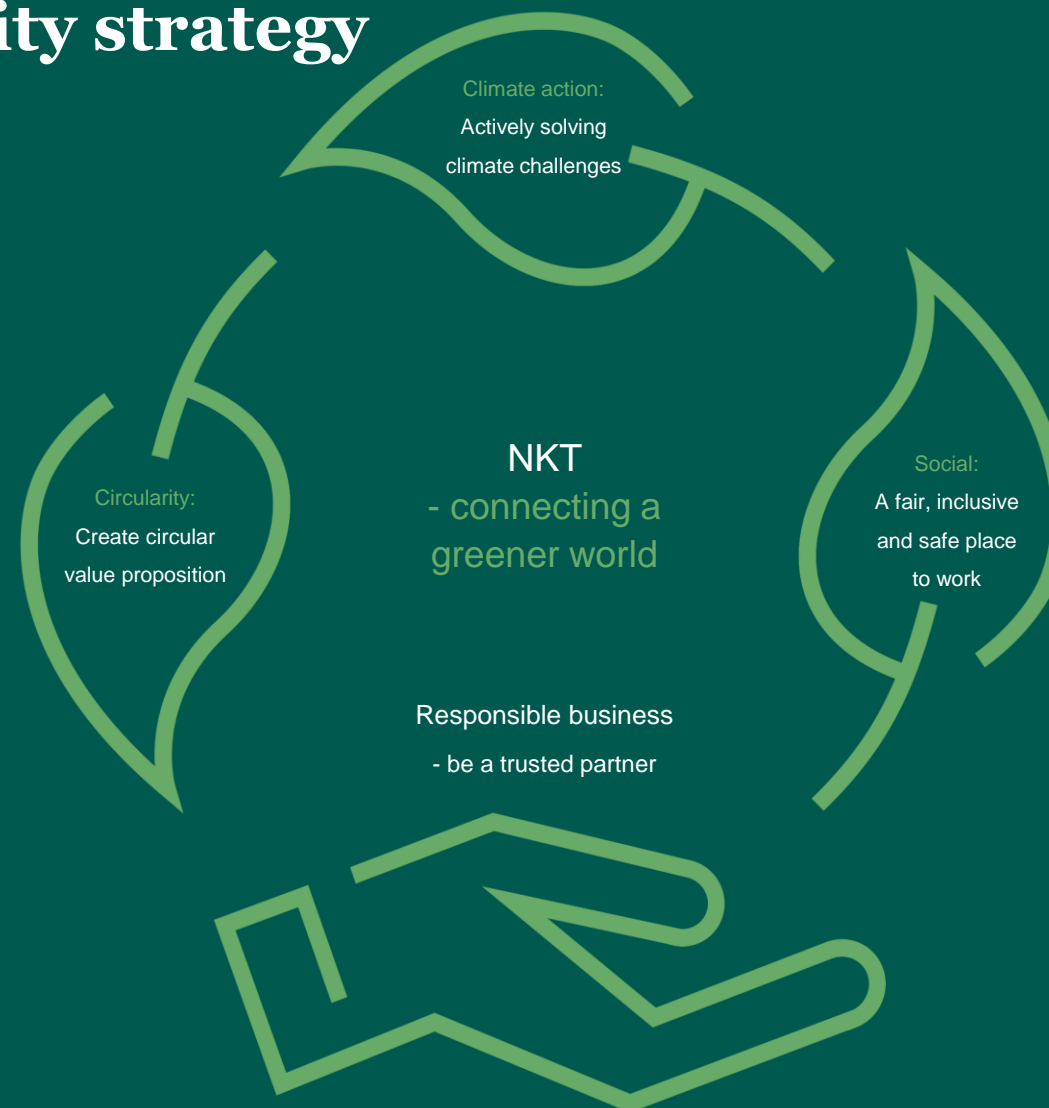 ity strategy
Climate action:
Actively solving
climate challenges
NKT
- connecting a
greener world
Social:
A fair, inclusive
and safe place
to work
Circularity:
Create circular
value proposition
Responsible business
- be a trusted partner